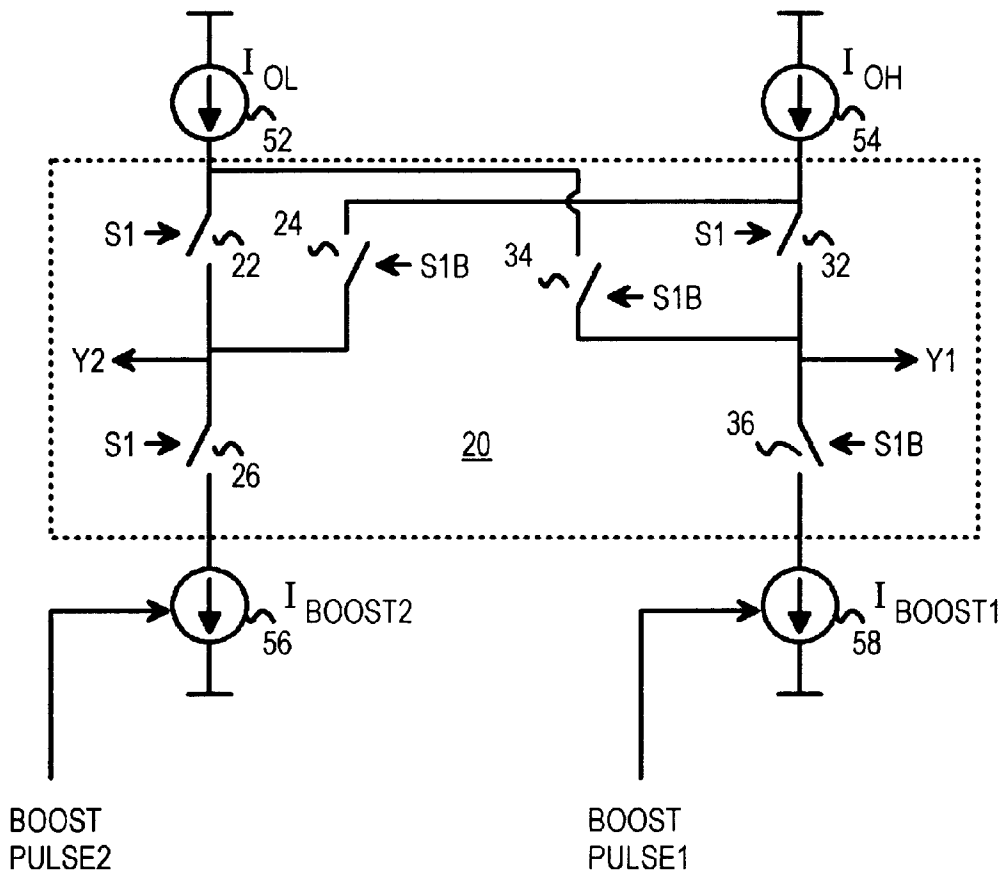 I OL
52
I OH
54
S1
22
24
S1B
34
S1B
S1
32
Y2
Y1
S1
26
20
36
S1B
I BOOST2
56
I BOOST1
58
BOOST
PULSE2
BOOST
PULSE1